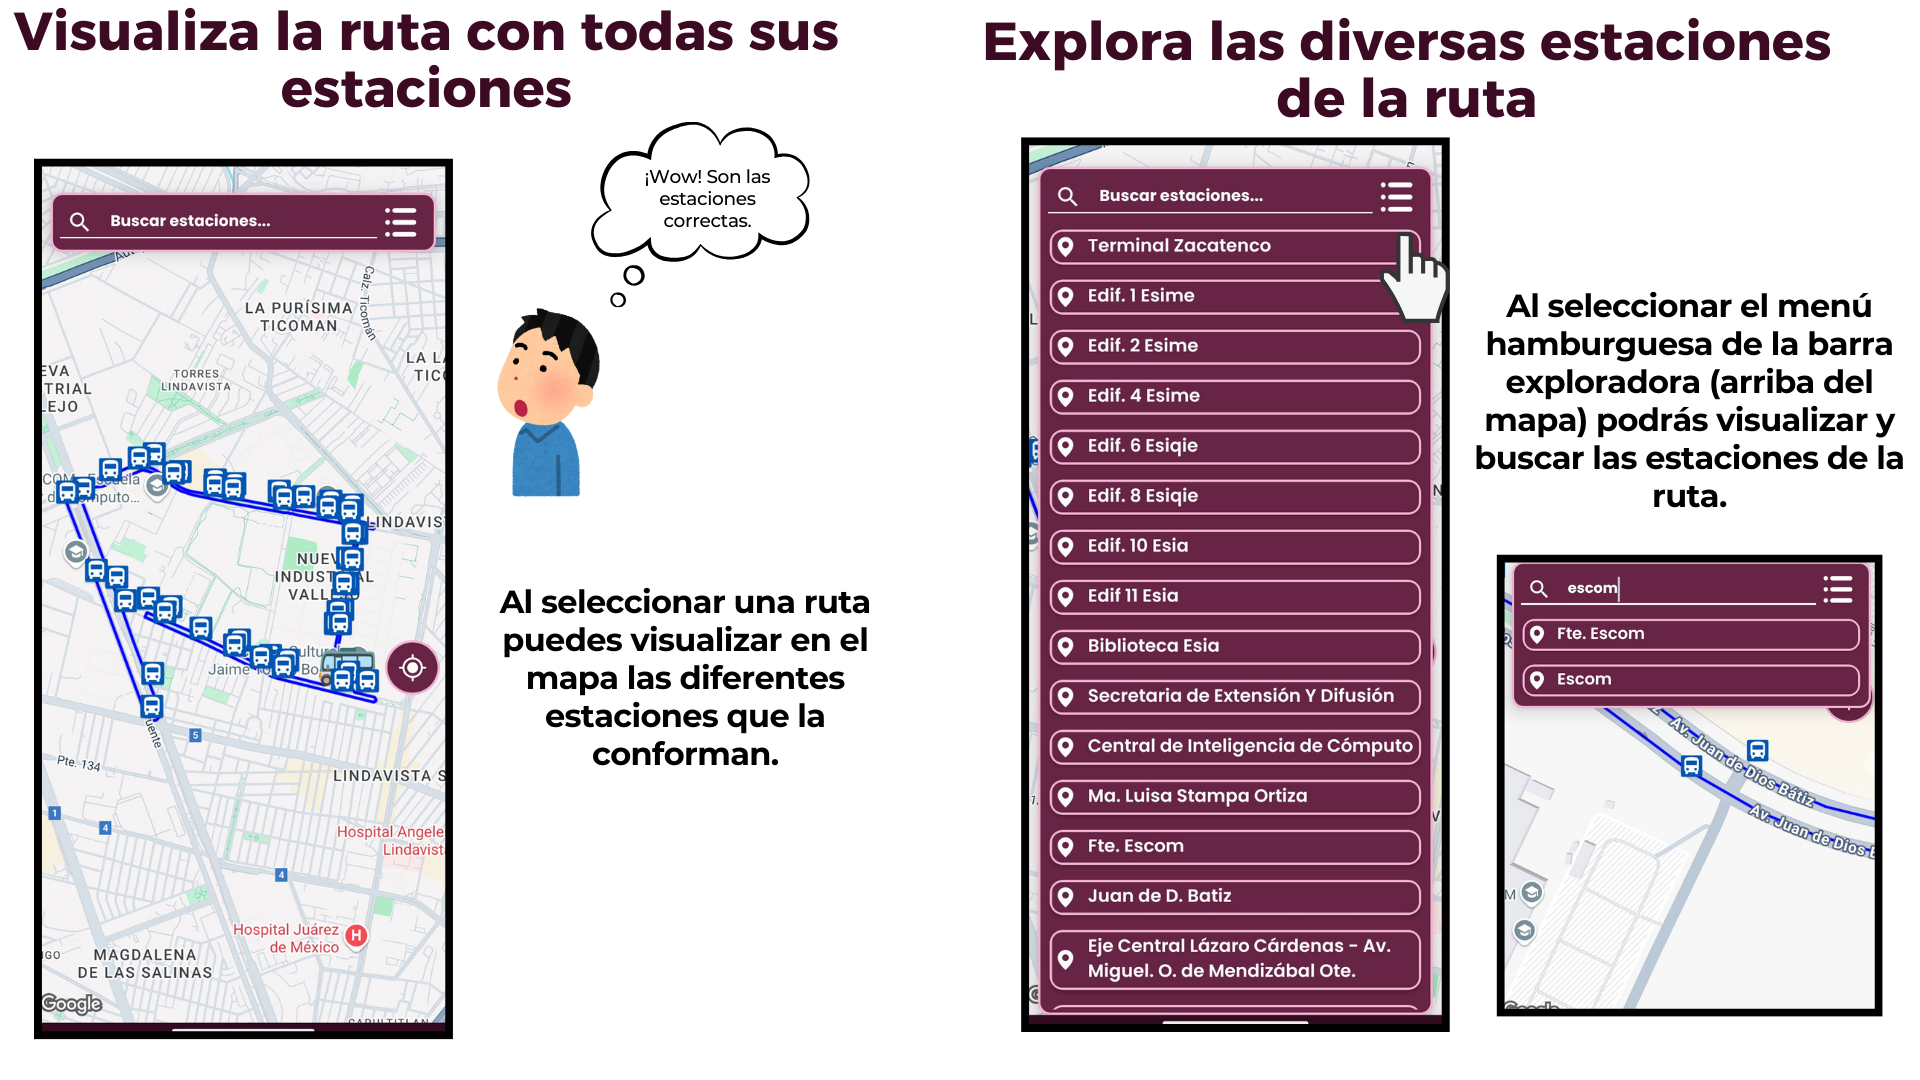 Visualiza la ruta con todas sus
estaciones
¡Wow! Son las
estaciones
correctas.
Buscar estaciones...
Calz. Ticomán
LA PURÍSIMA
TICOMAN
TORRES
LINDAVISTA
LINDAVIS
NUEV
Jaime
uente
5
Pte. 134
LINDAVISTA S
1
4
Hospital Angele
Lindavist
4
Hospital Juárez
de México
H
MAGDALENA
DE LAS SALINAS
Google
Al seleccionar una ruta
puedes visualizar en el
mapa las diferentes
estaciones que la
conforman.
Explora las diversas estaciones
de la ruta
Buscar estaciones...
Terminal Zacatenco
Edif. 1 Esime
Edif. 2 Esime
Edif. 4 Esime
Edif. 6 Esiqie
Edif. 8 Esiqie
Edif. 10 Esia
Edif 11 Esia
Biblioteca Esia
Secretaria de Extensión Y Difusión
Central de Inteligencia de Cómputo
Ma. Luisa Stampa Ortiza
Fte. Escom
Juan de D. Batiz
Eje Central Lázaro Cárdenas - Av.
Miguel. O. de Mendizábal Ote.
Al seleccionar el menú
hamburguesa de la barra
exploradora (arriba del
mapa) podrás visualizar y
buscar las estaciones de la
ruta.
escom
Fte. Escom
Escom
Av. Juan de Dios Bátiz
Av. Juan de Dios B